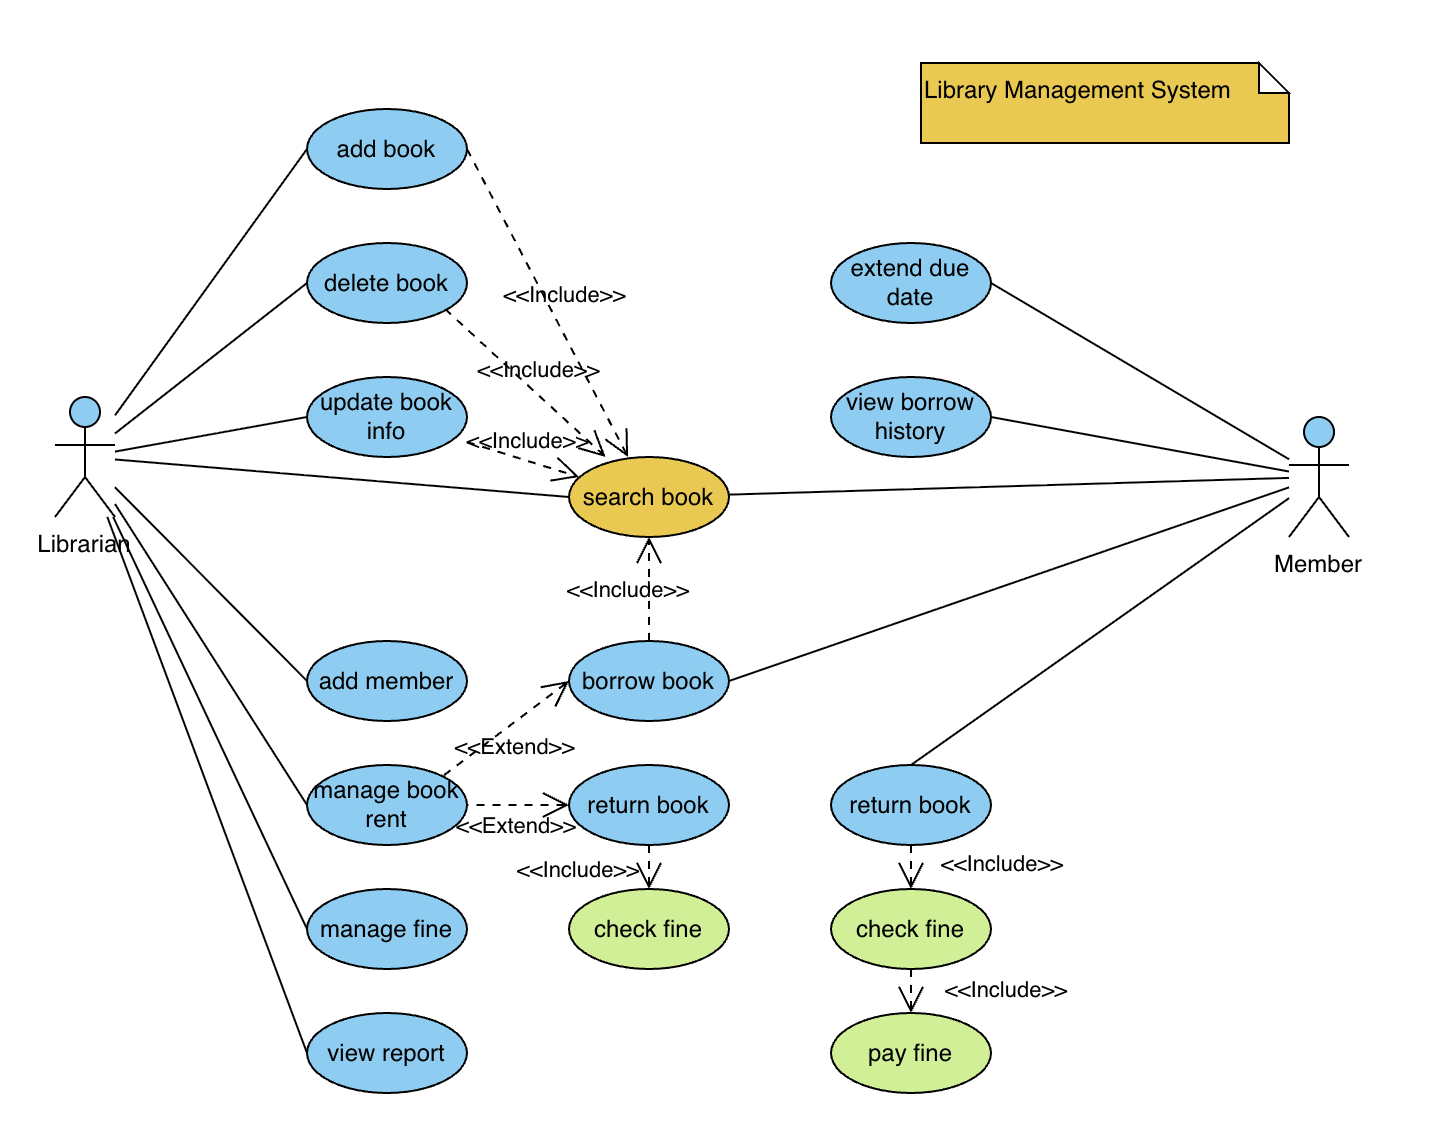 Library Management System
add book
delete book
extend due
date
<<Include>>
<<Include>>
update book
info
view borrow
history
<<Include>>
search book
Librarian
Member
<<Include>>
add member
borrow book
<<Extend>>
manage book
rent
return book
return book
<<Extend>>
<<Include>>
<<Include>>
manage fine
check fine
check fine
<<Include>>
view report
pay fine